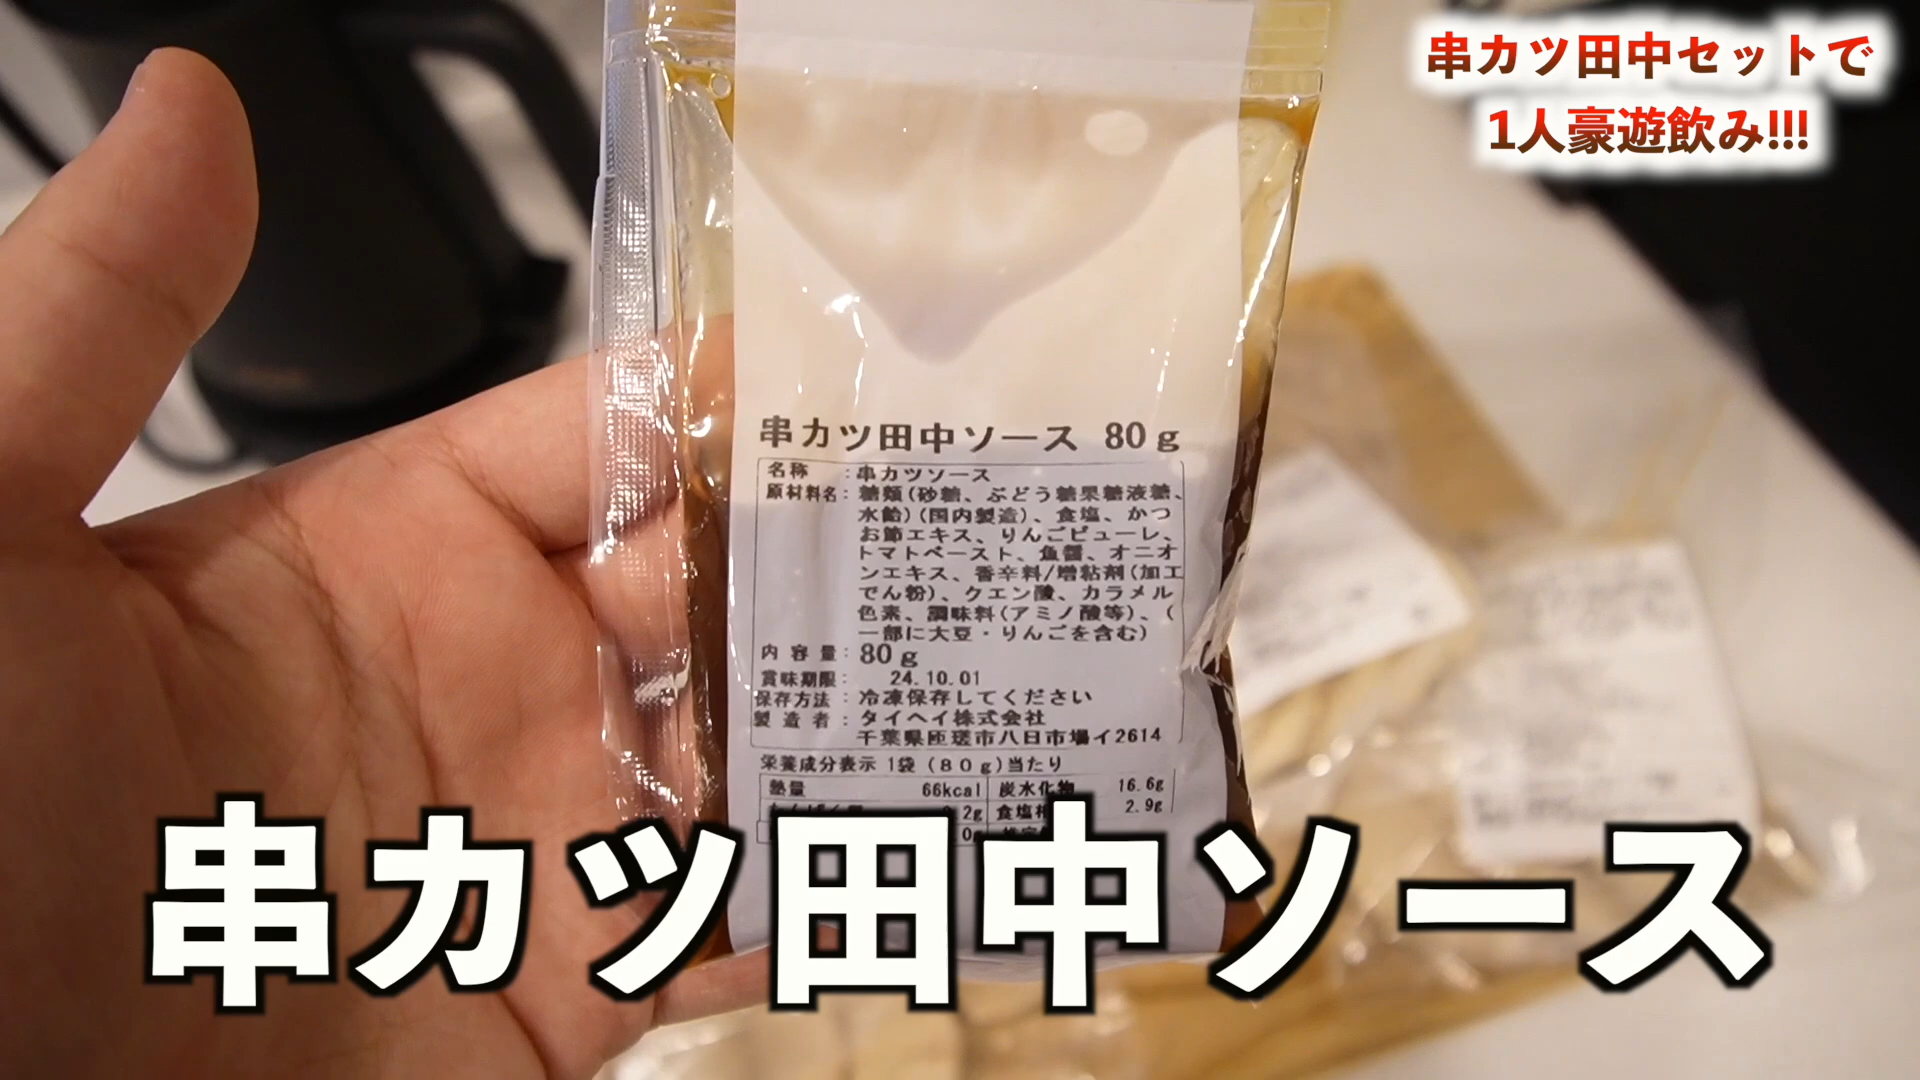 串カツ田中セットで
1人豪遊飲み!!!
串カツ田中ソース 80g
名称 :串カツソース
原材料名:糖類(砂糖、ぶどう糖果糖液糖、
水飴)(国内製造)、食塩、かつ
お節エキス、りんごピューレ、
トマトペースト、魚醤、オニオ
ンエキス、香辛料/増粘剤(加工
でん粉)、クエン酸、カラメル
色素、調味料(アミノ酸等)、(
一部に大豆・りんごを含む)
内容量:80g
賞味期限: 24.10.01
保存方法:冷凍保存してください
製造者:タイヘイ株式会社
千葉県匝瑳市八日市場イ2614
栄養成分表示 1袋(80g)当たり
熱量 66kcal 炭水化物 16.6g
2g 食塩相 2.9g
0g
串カツ田中ソース